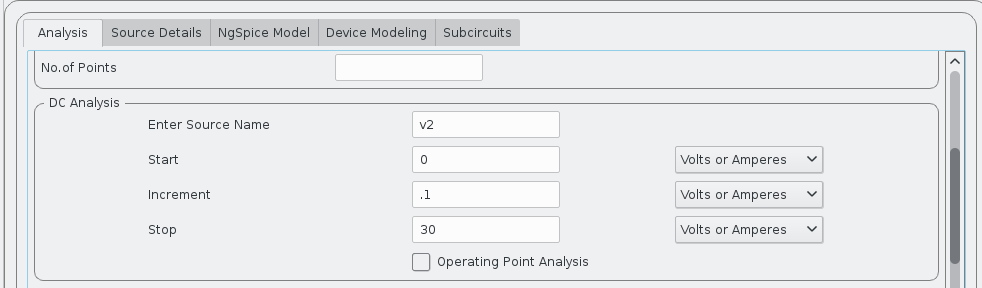 Analysis Source Details NgSpice Model Device Modeling Subcircuits
No.of Points
DC Analysis
Enter Source Name v2
Start 0 Volts or Amperes
Increment .1 Volts or Amperes
Stop 30 Volts or Amperes
Operating Point Analysis